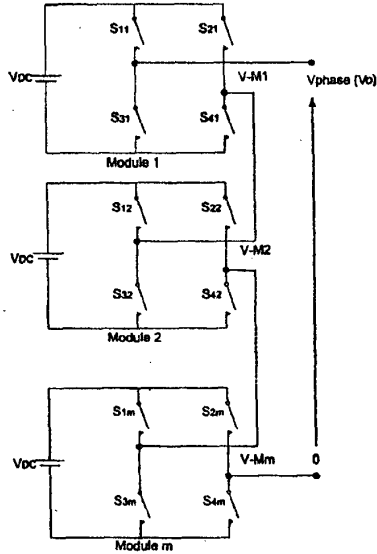 S11 S21
VDC
V-M1 Vphase (Vo)
S31 S41
Module 1
S12 S22
VDC
V-M2
S32 S42
Module 2
S1m S2m
VDC
V-Mm 0
S3m S4m
Module m